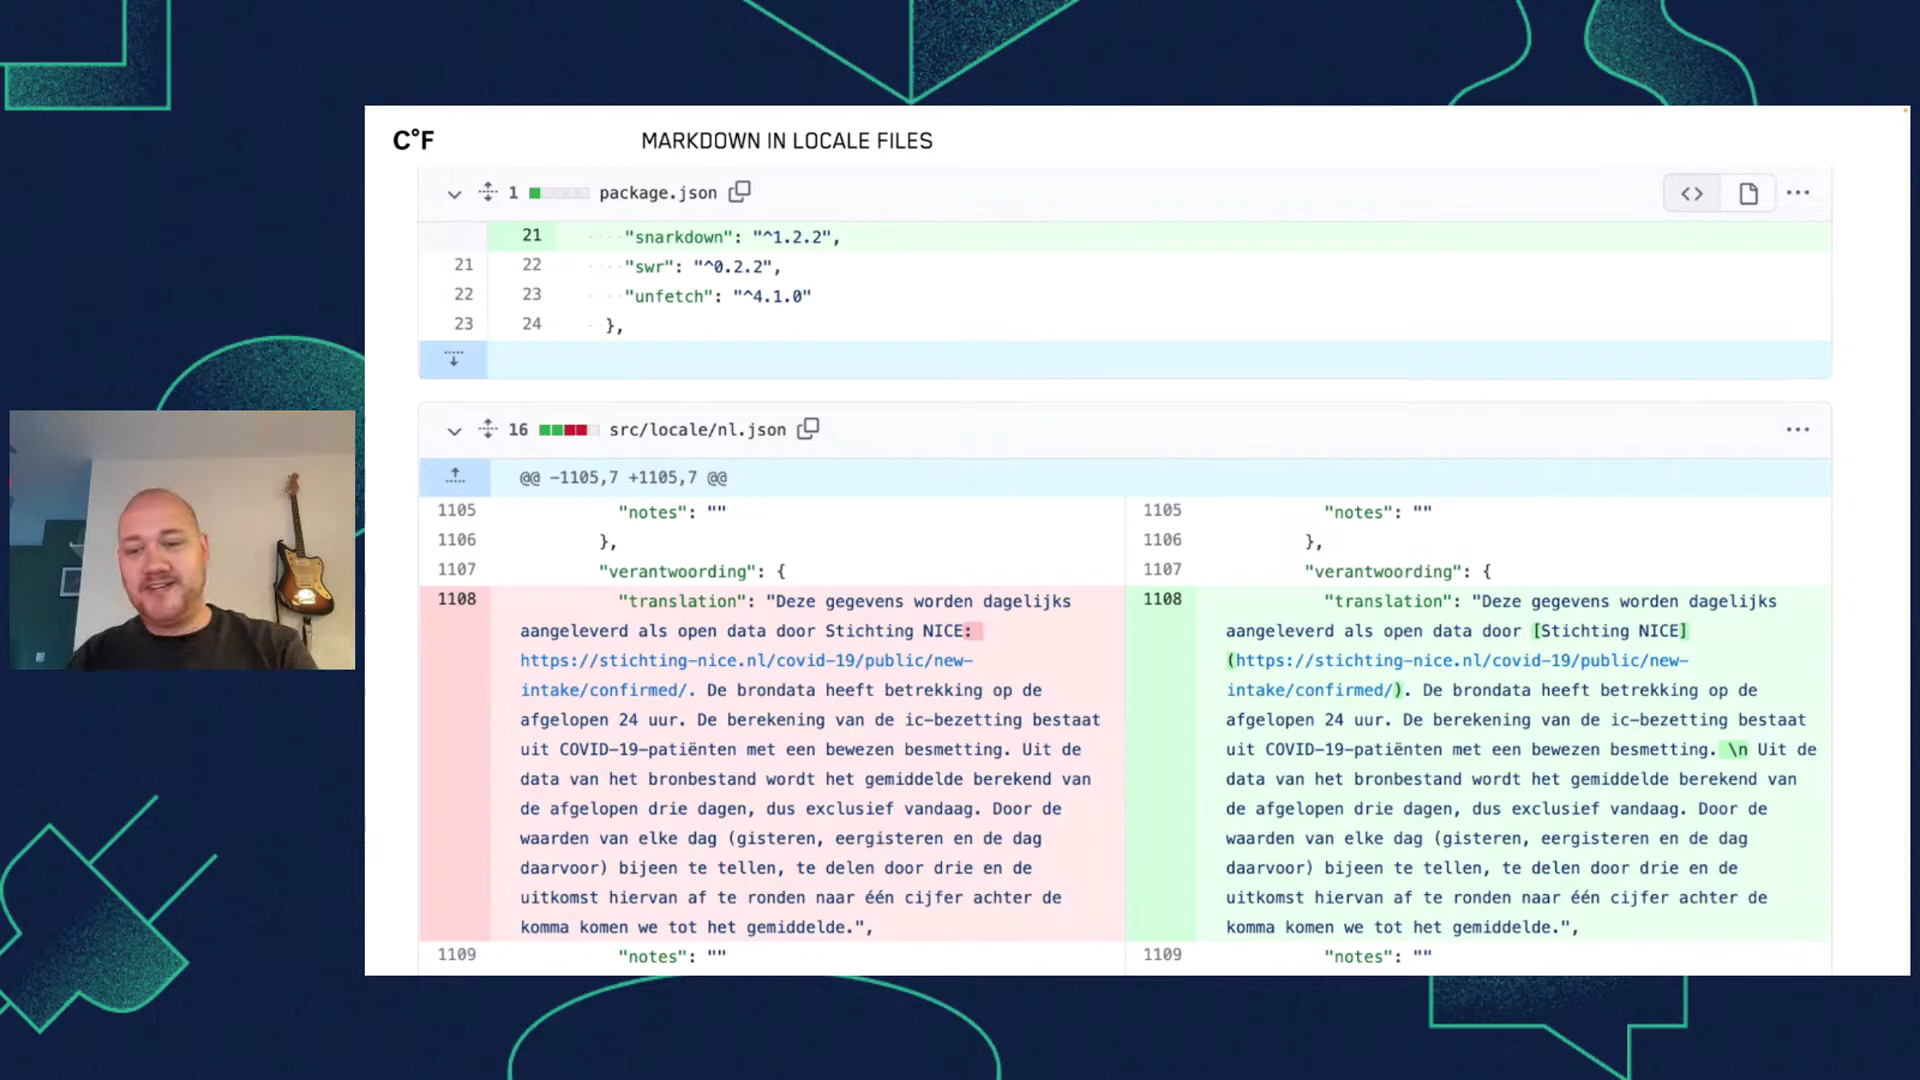 C°F
MARKDOWN IN LOCALE FILES
1 package.json
21 "snarkdown": "^1.2.2",
21 22 "swr": "^0.2.2",
22 23 "unfetch": "^4.1.0"
23 24 },
16 src/locale/nl.json
@@ -1105,7 +1105,7 @@
1105 "notes": ""
1106 },
1107 "verantwoording": {
1108 "translation": "Deze gegevens worden dagelijks
aangeleverd als open data door Stichting NICE:
https://stichting-nice.nl/covid-19/public/new-
intake/confirmed/. De brondata heeft betrekking op de
afgelopen 24 uur. De berekening van de ic-bezetting bestaat
uit COVID-19-patiënten met een bewezen besmetting. Uit de
data van het bronbestand wordt het gemiddelde berekend van
de afgelopen drie dagen, dus exclusief vandaag. Door de
waarden van elke dag (gisteren, eergisteren en de dag
daarvoor) bijeen te tellen, te delen door drie en de
uitkomst hiervan af te ronden naar één cijfer achter de
komma komen we tot het gemiddelde.",
1109 "notes": ""
1105 "notes": ""
1106 },
1107 "verantwoording": {
1108 "translation": "Deze gegevens worden dagelijks
aangeleverd als open data door [Stichting NICE]
(https://stichting-nice.nl/covid-19/public/new-
intake/confirmed/). De brondata heeft betrekking op de
afgelopen 24 uur. De berekening van de ic-bezetting bestaat
uit COVID-19-patiënten met een bewezen besmetting. \n Uit de
data van het bronbestand wordt het gemiddelde berekend van
de afgelopen drie dagen, dus exclusief vandaag. Door de
waarden van elke dag (gisteren, eergisteren en de dag
daarvoor) bijeen te tellen, te delen door drie en de
uitkomst hiervan af te ronden naar één cijfer achter de
komma komen we tot het gemiddelde.",
1109 "notes": ""